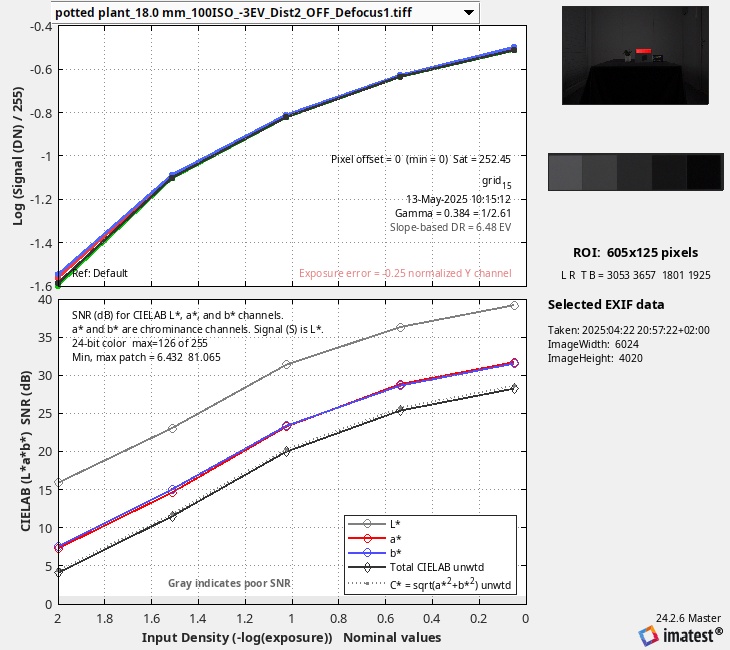 potted plant_18.0 mm_100ISO_-3EV_Dist2_OFF_Defocus1.tiff
-0.4
-0.6
-0.8
-1
-1.2
-1.4
-1.6
Log (Signal (DN) / 255)
Pixel offset = 0 (min = 0) Sat = 252.45
grid15
13-May-2025 10:15:12
Gamma = 0.384 = 1/2.61
Slope-based DR = 6.48 EV
Ref: Default
Exposure error = -0.25 normalized Y channel
ROI: 605x125 pixels
L R T B = 3053 3657 1801 1925
Selected EXIF data
Taken: 2025:04:22 20:57:22+02:00
ImageWidth: 6024
ImageHeight: 4020
40
35
30
25
20
15
10
5
0
CIELAB (L*a*b*) SNR (dB)
SNR (dB) for CIELAB L*, a*, and b* channels.
a* and b* are chrominance channels. Signal (S) is L*.
24-bit color max=126 of 255
Min, max patch = 6.432 81.065
L*
a*
b*
Total CIELAB unwtd
C* = sqrt(a*2+b*2) unwtd
Gray indicates poor SNR
2 1.8 1.6 1.4 1.2 1 0.8 0.6 0.4 0.2 0
Input Density (-log(exposure)) Nominal values
24.2.6 Master
imatest®